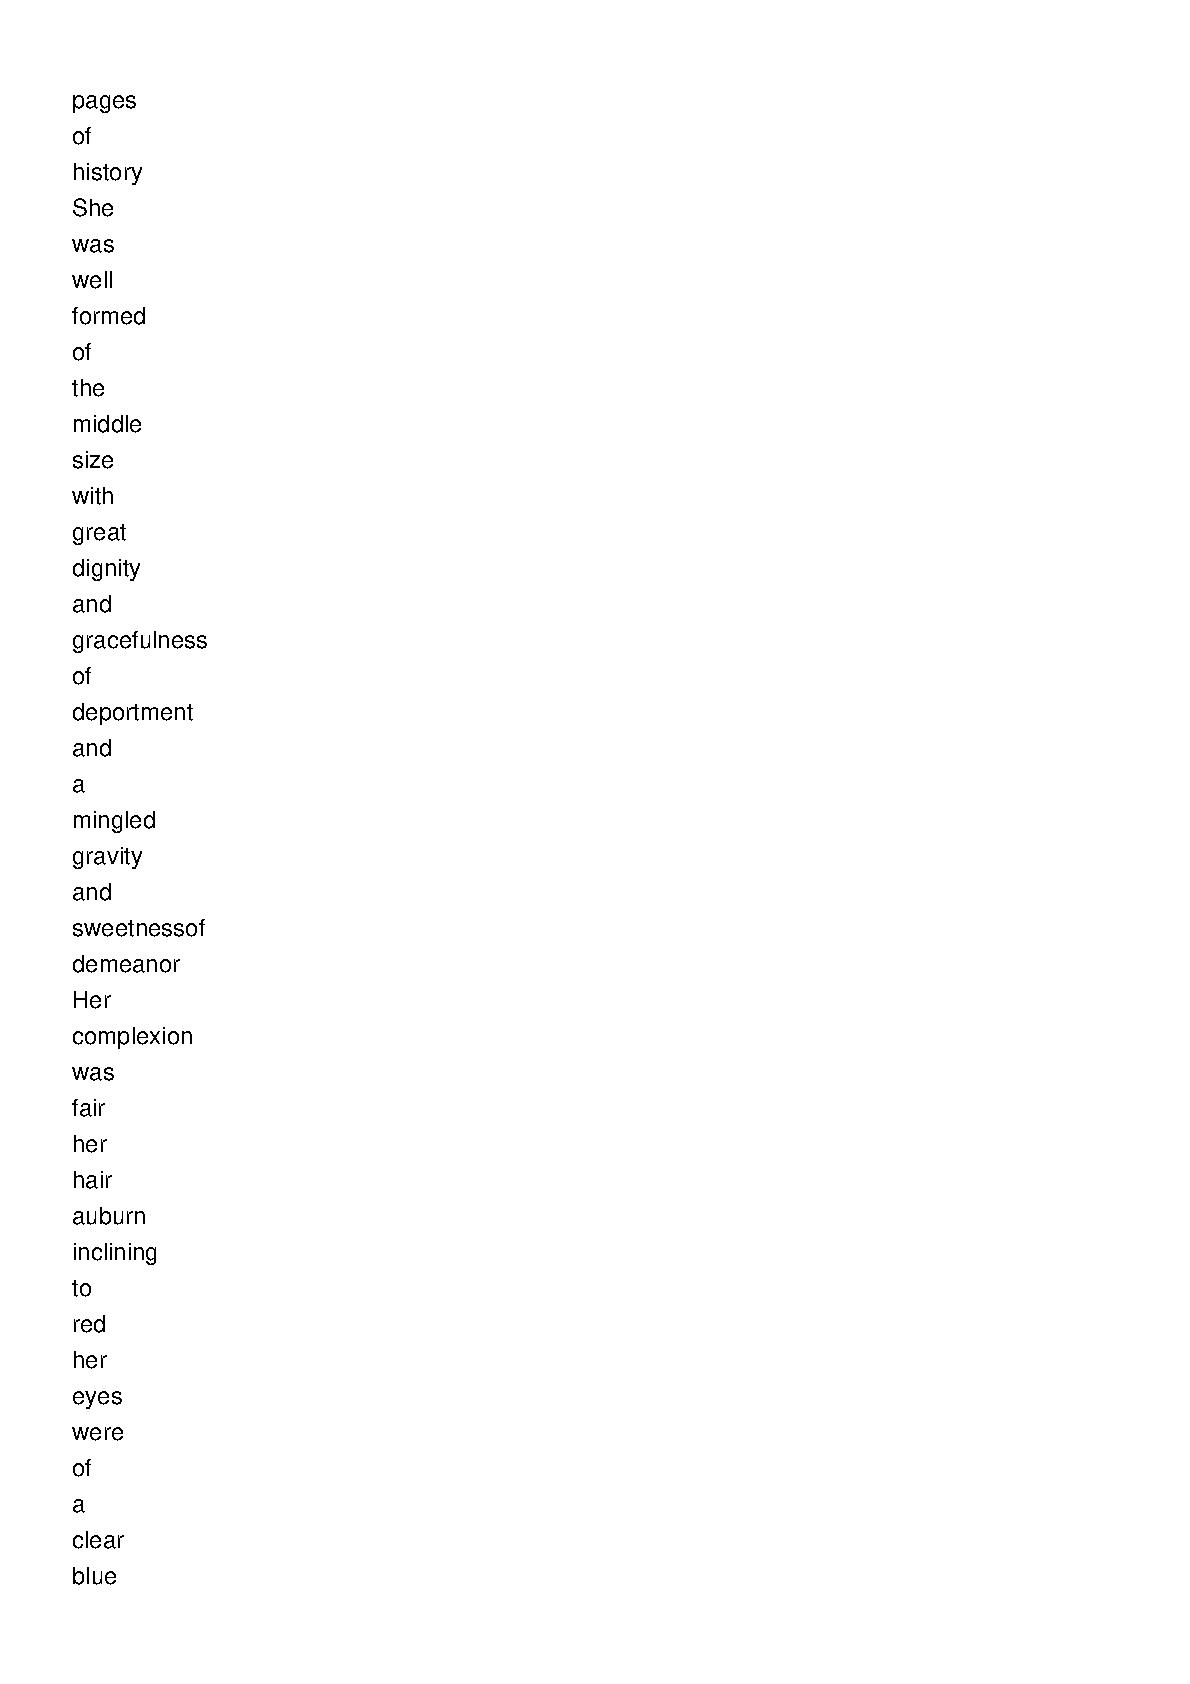 pages
of
history
She
was
well
formed
of
the
middle
size
with
great
dignity
and
gracefulness
of
deportment
and
a
mingled
gravity
and
sweetnessof
demeanor
Her
complexion
was
fair
her
hair
auburn
inclining
to
red
her
eyes
were
of
a
clear
blue